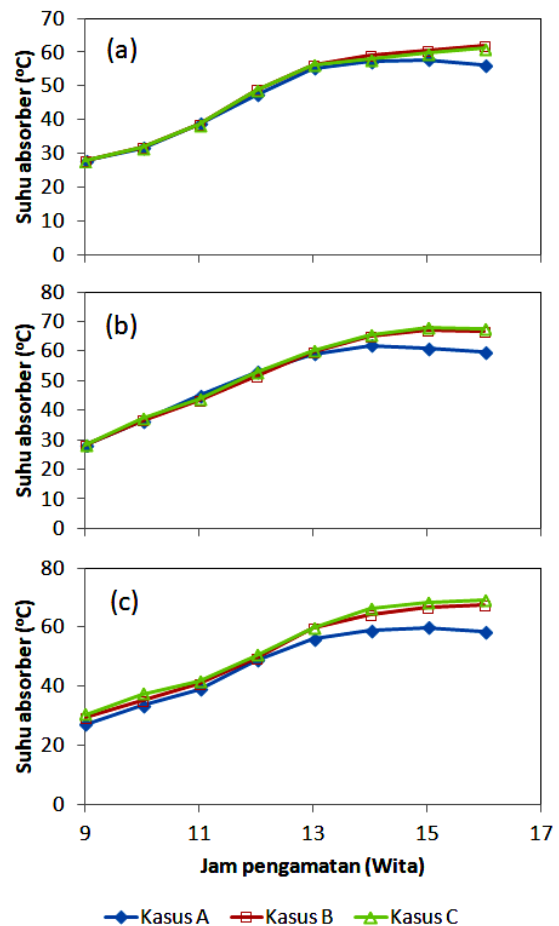 (a)
Suhu absorber (ºC)
70
60
50
40
30
20
10
0
(b)
Suhu absorber (ºC)
80
70
60
50
40
30
20
10
0
(c)
Suhu absorber (ºC)
80
60
40
20
0
9 11 13 15 17
Jam pengamatan (Wita)
Kasus A Kasus B Kasus C